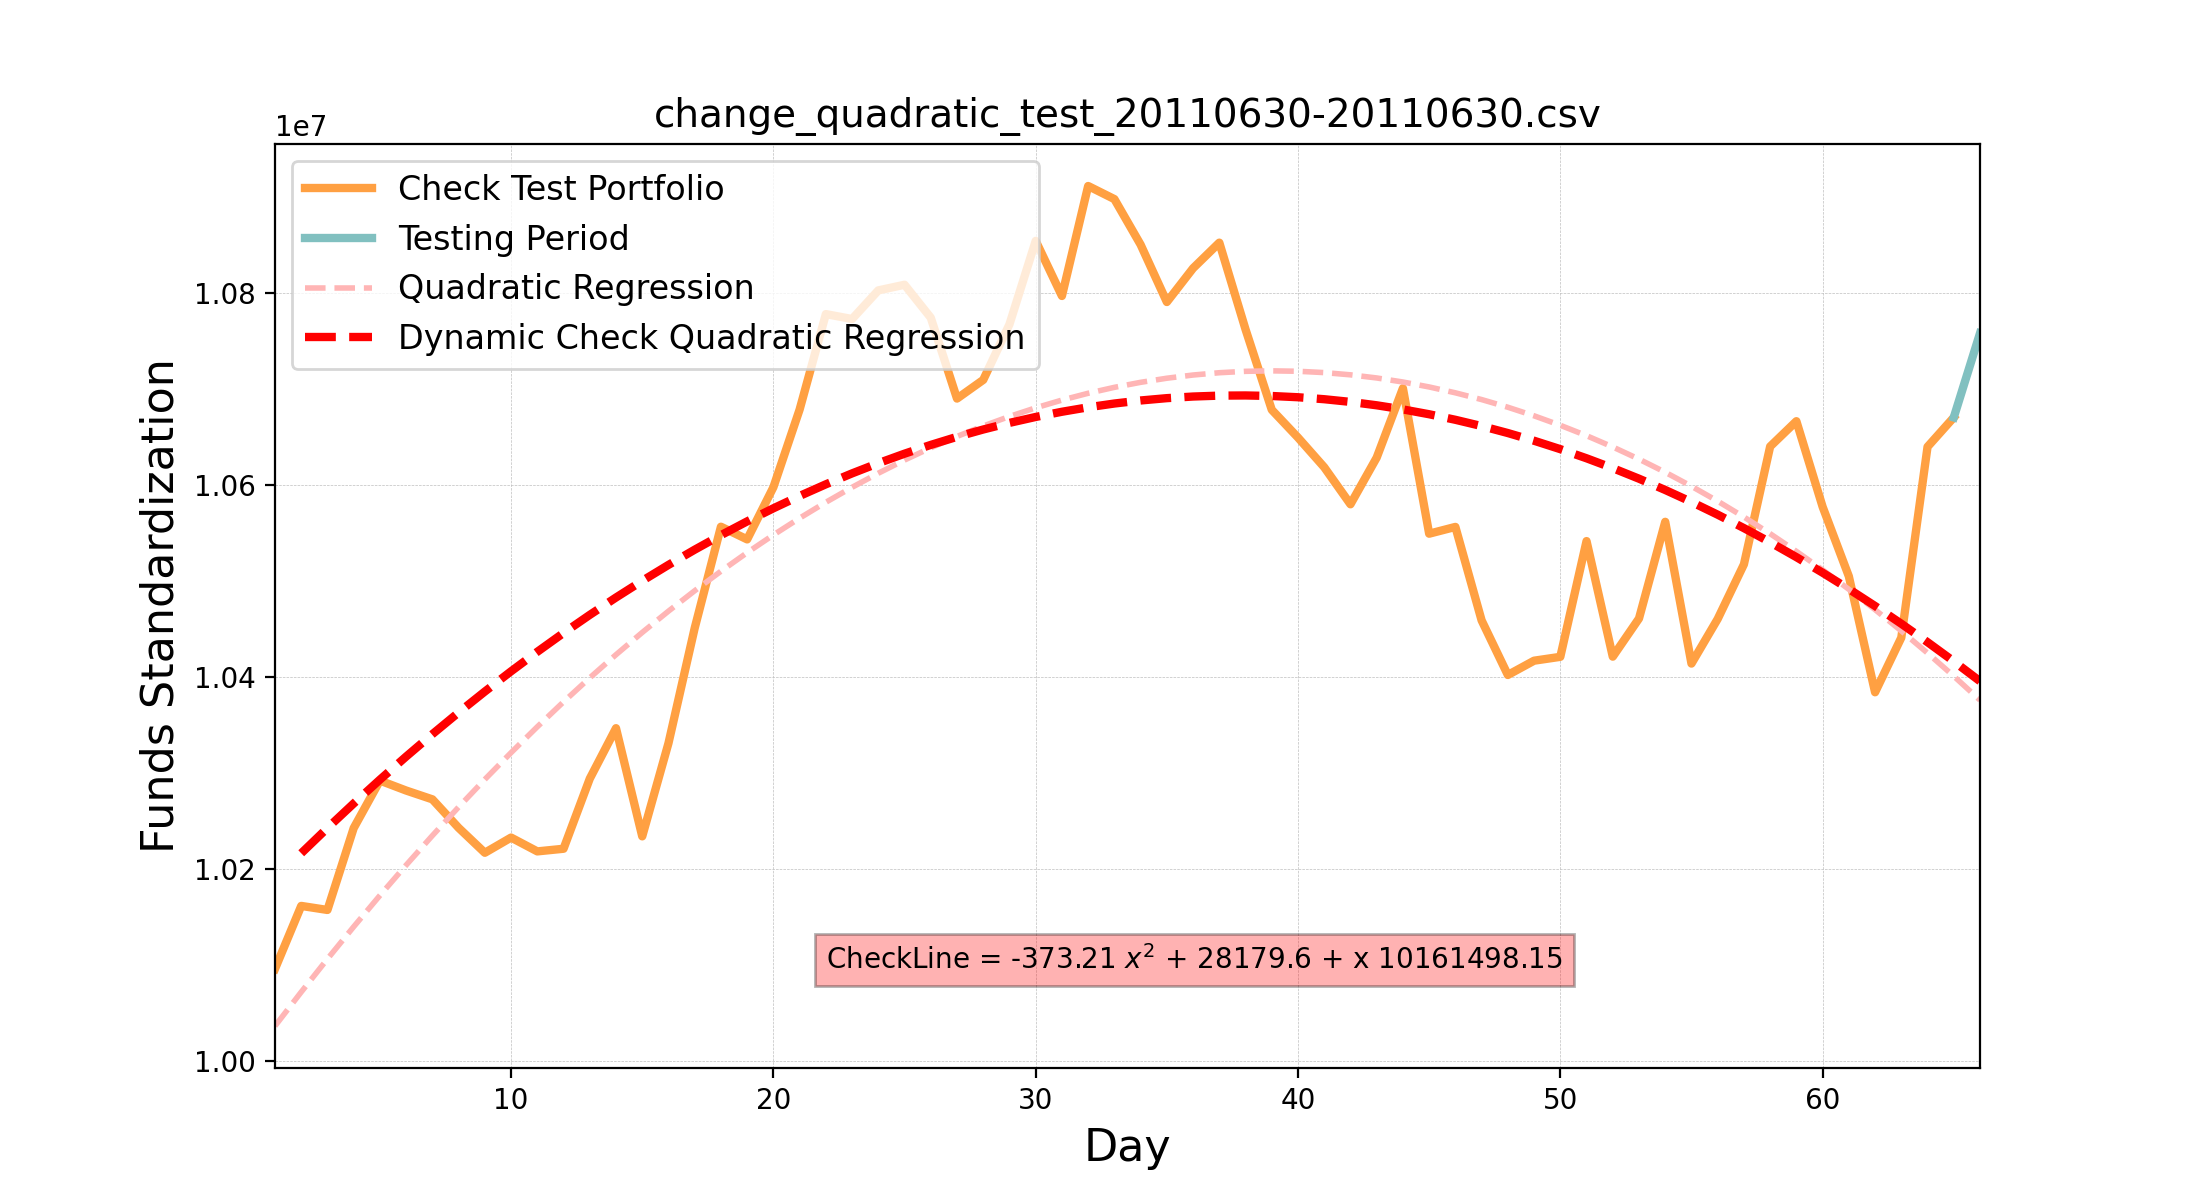 change_quadratic_test_20110630-20110630.csv
1e7
Check Test Portfolio
Testing Period
Quadratic Regression
Dynamic Check Quadratic Regression
1.08
1.06
1.04
1.02
1.00
Funds Standardization
CheckLine = -373.21 x² + 28179.6 + x 10161498.15
10 20 30 40 50 60
Day